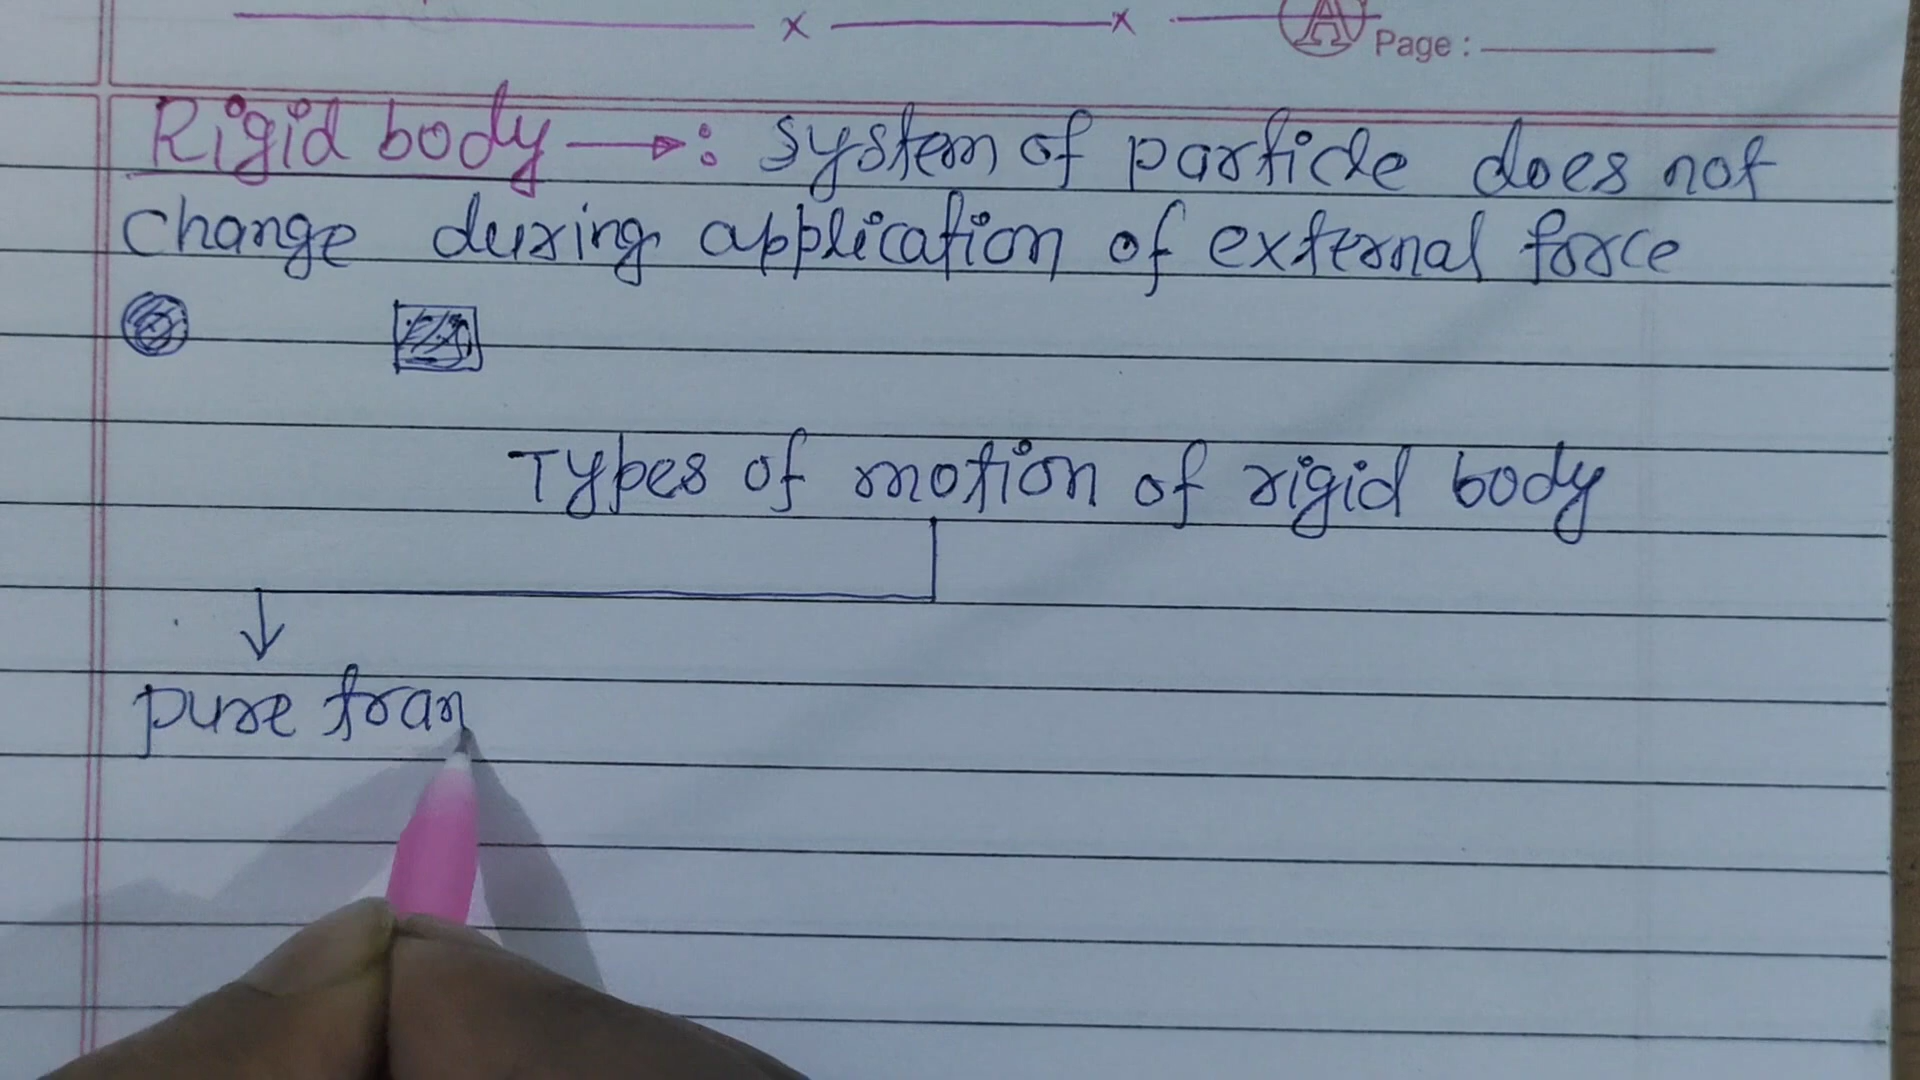 A
Page :
Rigid body →: system of particle does not
change during application of external force
Types of motion of rigid body
pure tran